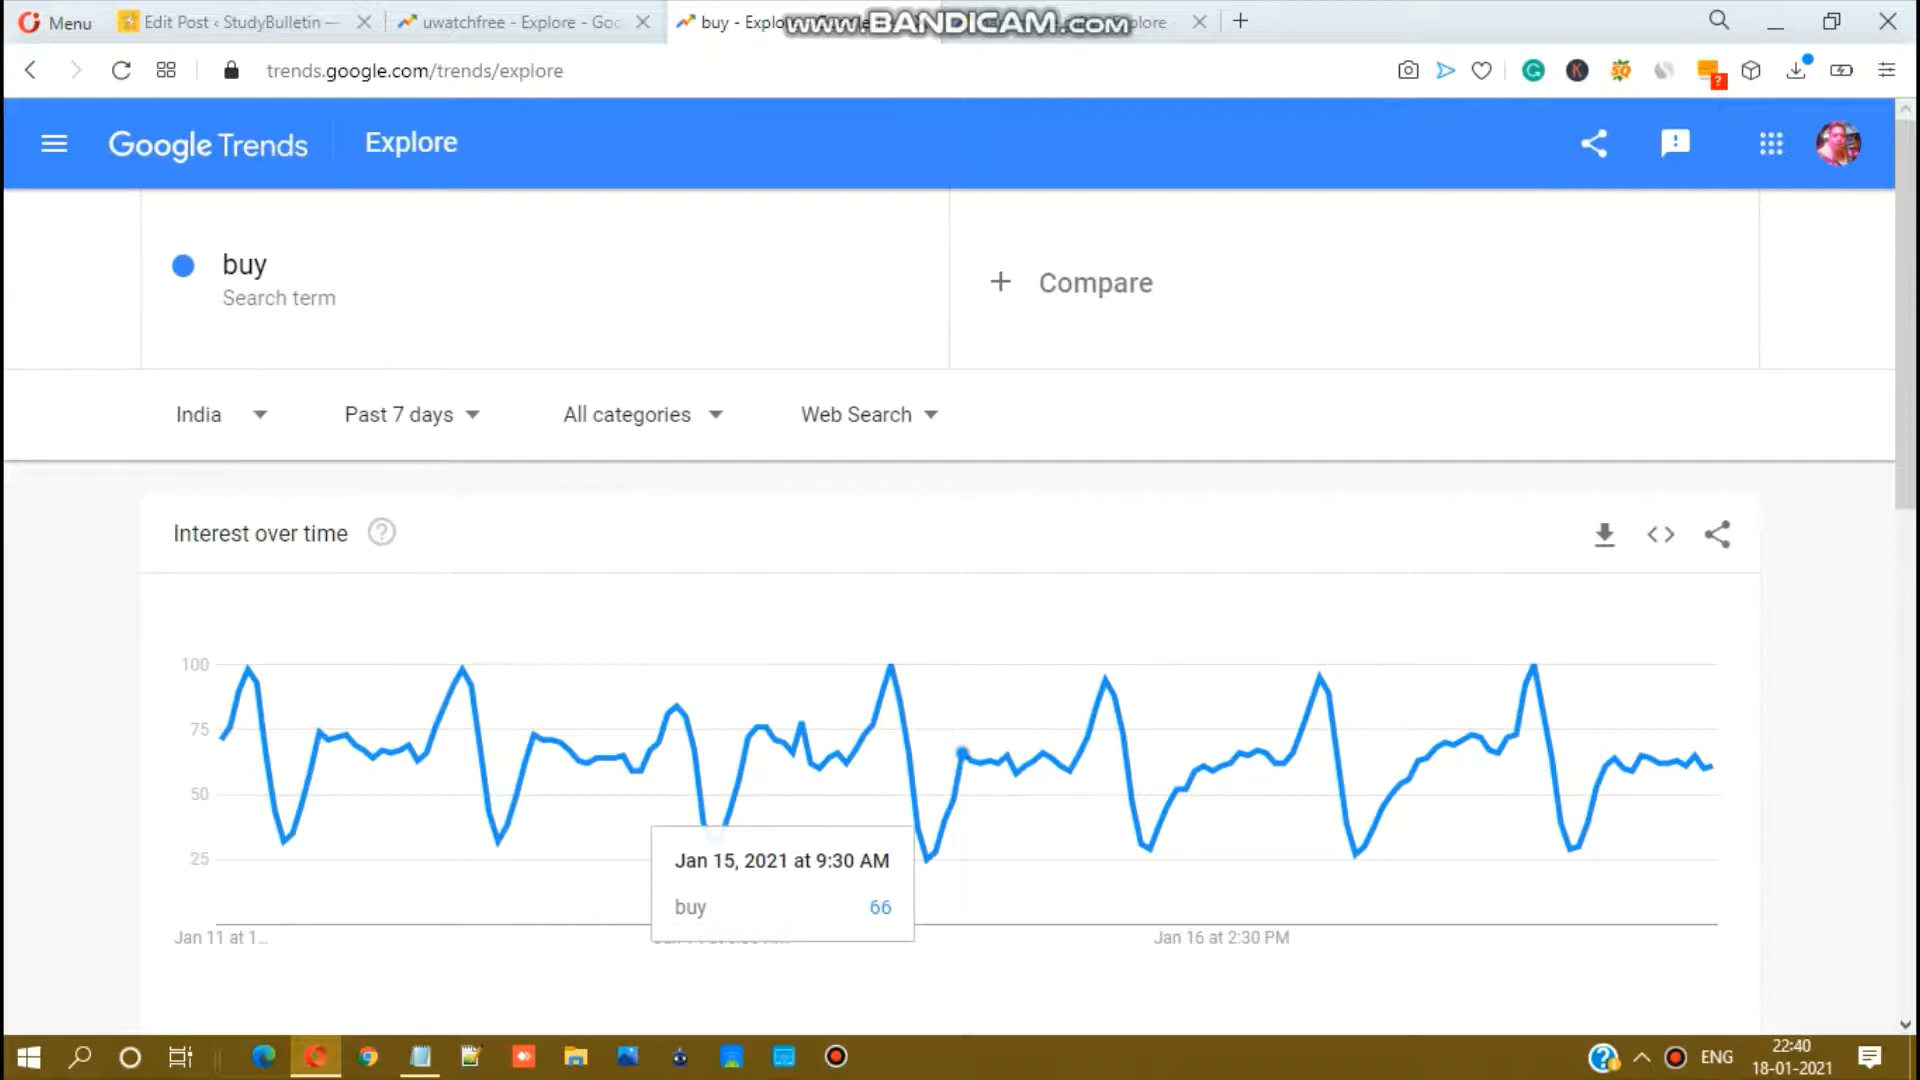 Menu
Edit Post ‹ StudyBulletin —
uwatchfree - Explore - Goo
buy - Explo
www.BANDICAM.com
plore
trends.google.com/trends/explore
Google Trends
Explore
buy
Search term
+ Compare
India
Past 7 days
All categories
Web Search
Interest over time
100
75
50
25
Jan 15, 2021 at 9:30 AM
buy 66
Jan 11 at 1...
Jan 16 at 2:30 PM
ENG
22:40
18-01-2021